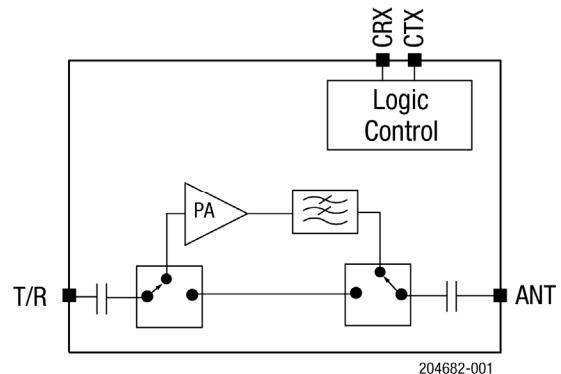 CRX
CTX
Logic
Control
PA
T/R
ANT
204682-001